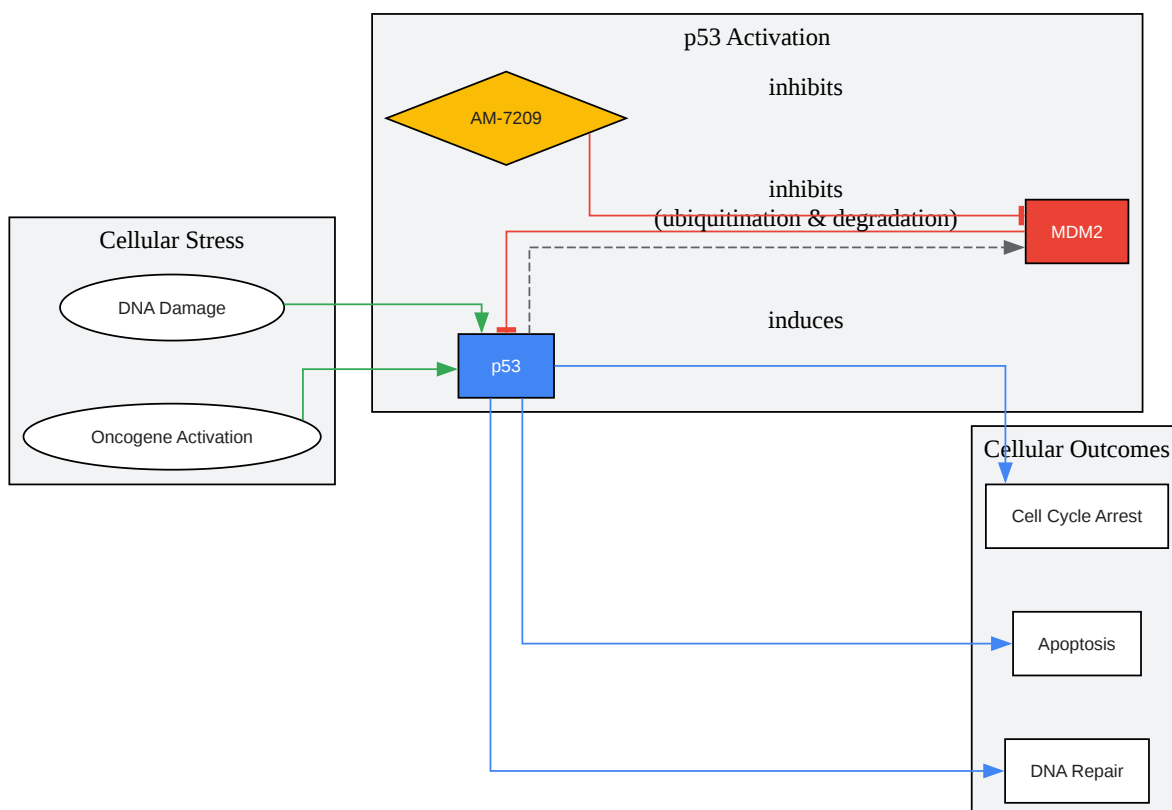 p53 Activation
inhibits
AM-7209
inhibits
(ubiquitination & degradation)
MDM2
Cellular Stress
DNA Damage
induces
p53
Oncogene Activation
Cellular Outcomes
Cell Cycle Arrest
Apoptosis
DNA Repair